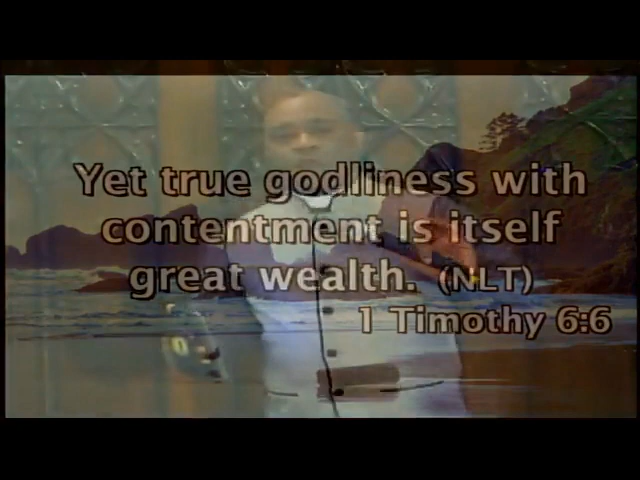 Yet true godliness with
contentment is itself
great wealth. (NLT)
1 Timothy 6:6